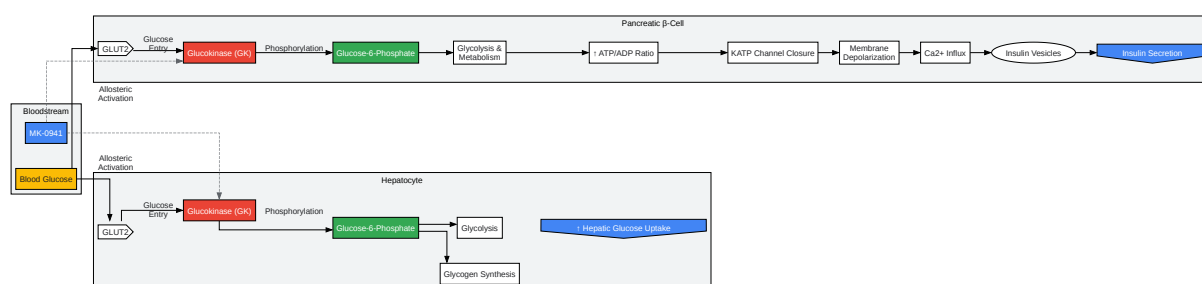 Pancreatic β-Cell
GLUT2
Glucose
Entry
Glucokinase (GK)
Phosphorylation
Glucose-6-Phosphate
Glycolysis &
Metabolism
↑ ATP/ADP Ratio
KATP Channel Closure
Membrane
Depolarization
Ca2+ Influx
Insulin Vesicles
Insulin Secretion
Allosteric
Activation
Bloodstream
MK-0941
Blood Glucose
Allosteric
Activation
Hepatocyte
GLUT2
Glucose
Entry
Glucokinase (GK)
Phosphorylation
Glucose-6-Phosphate
Glycolysis
↑ Hepatic Glucose Uptake
Glycogen Synthesis